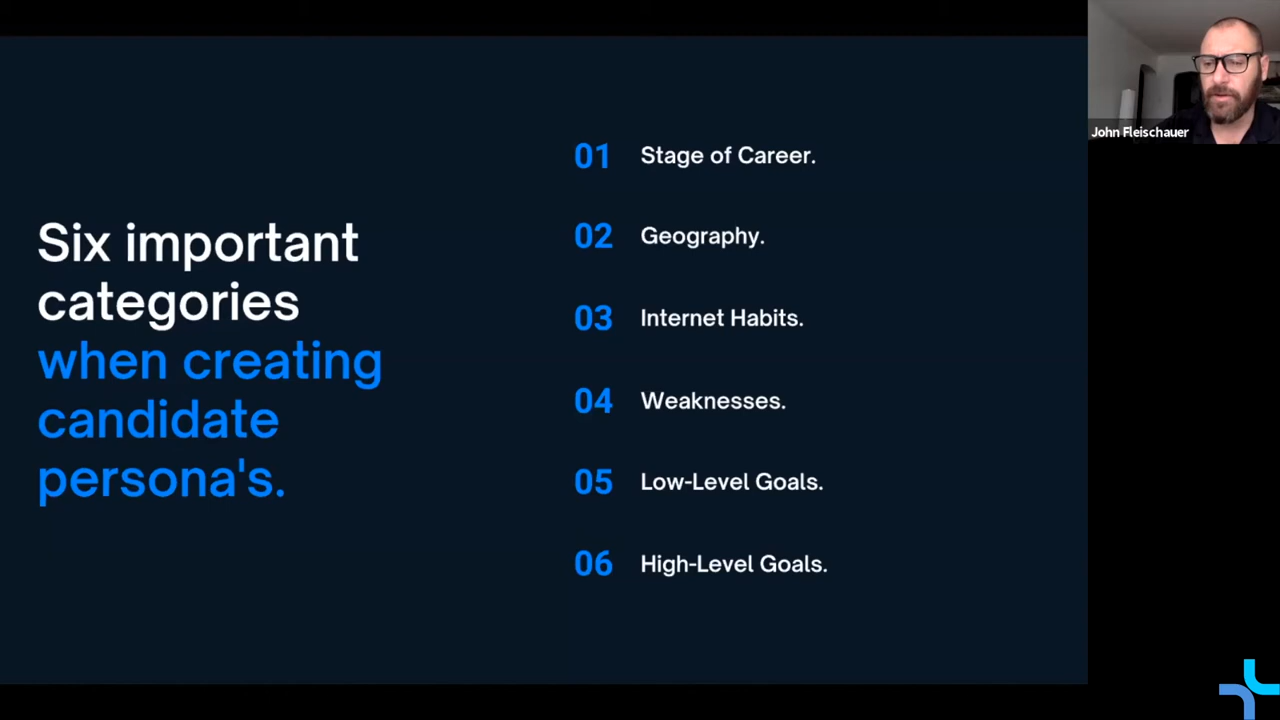 Six important
categories
when creating
candidate
persona's.
01 Stage of Career.
02 Geography.
03 Internet Habits.
04 Weaknesses.
05 Low-Level Goals.
06 High-Level Goals.
John Fleischauer